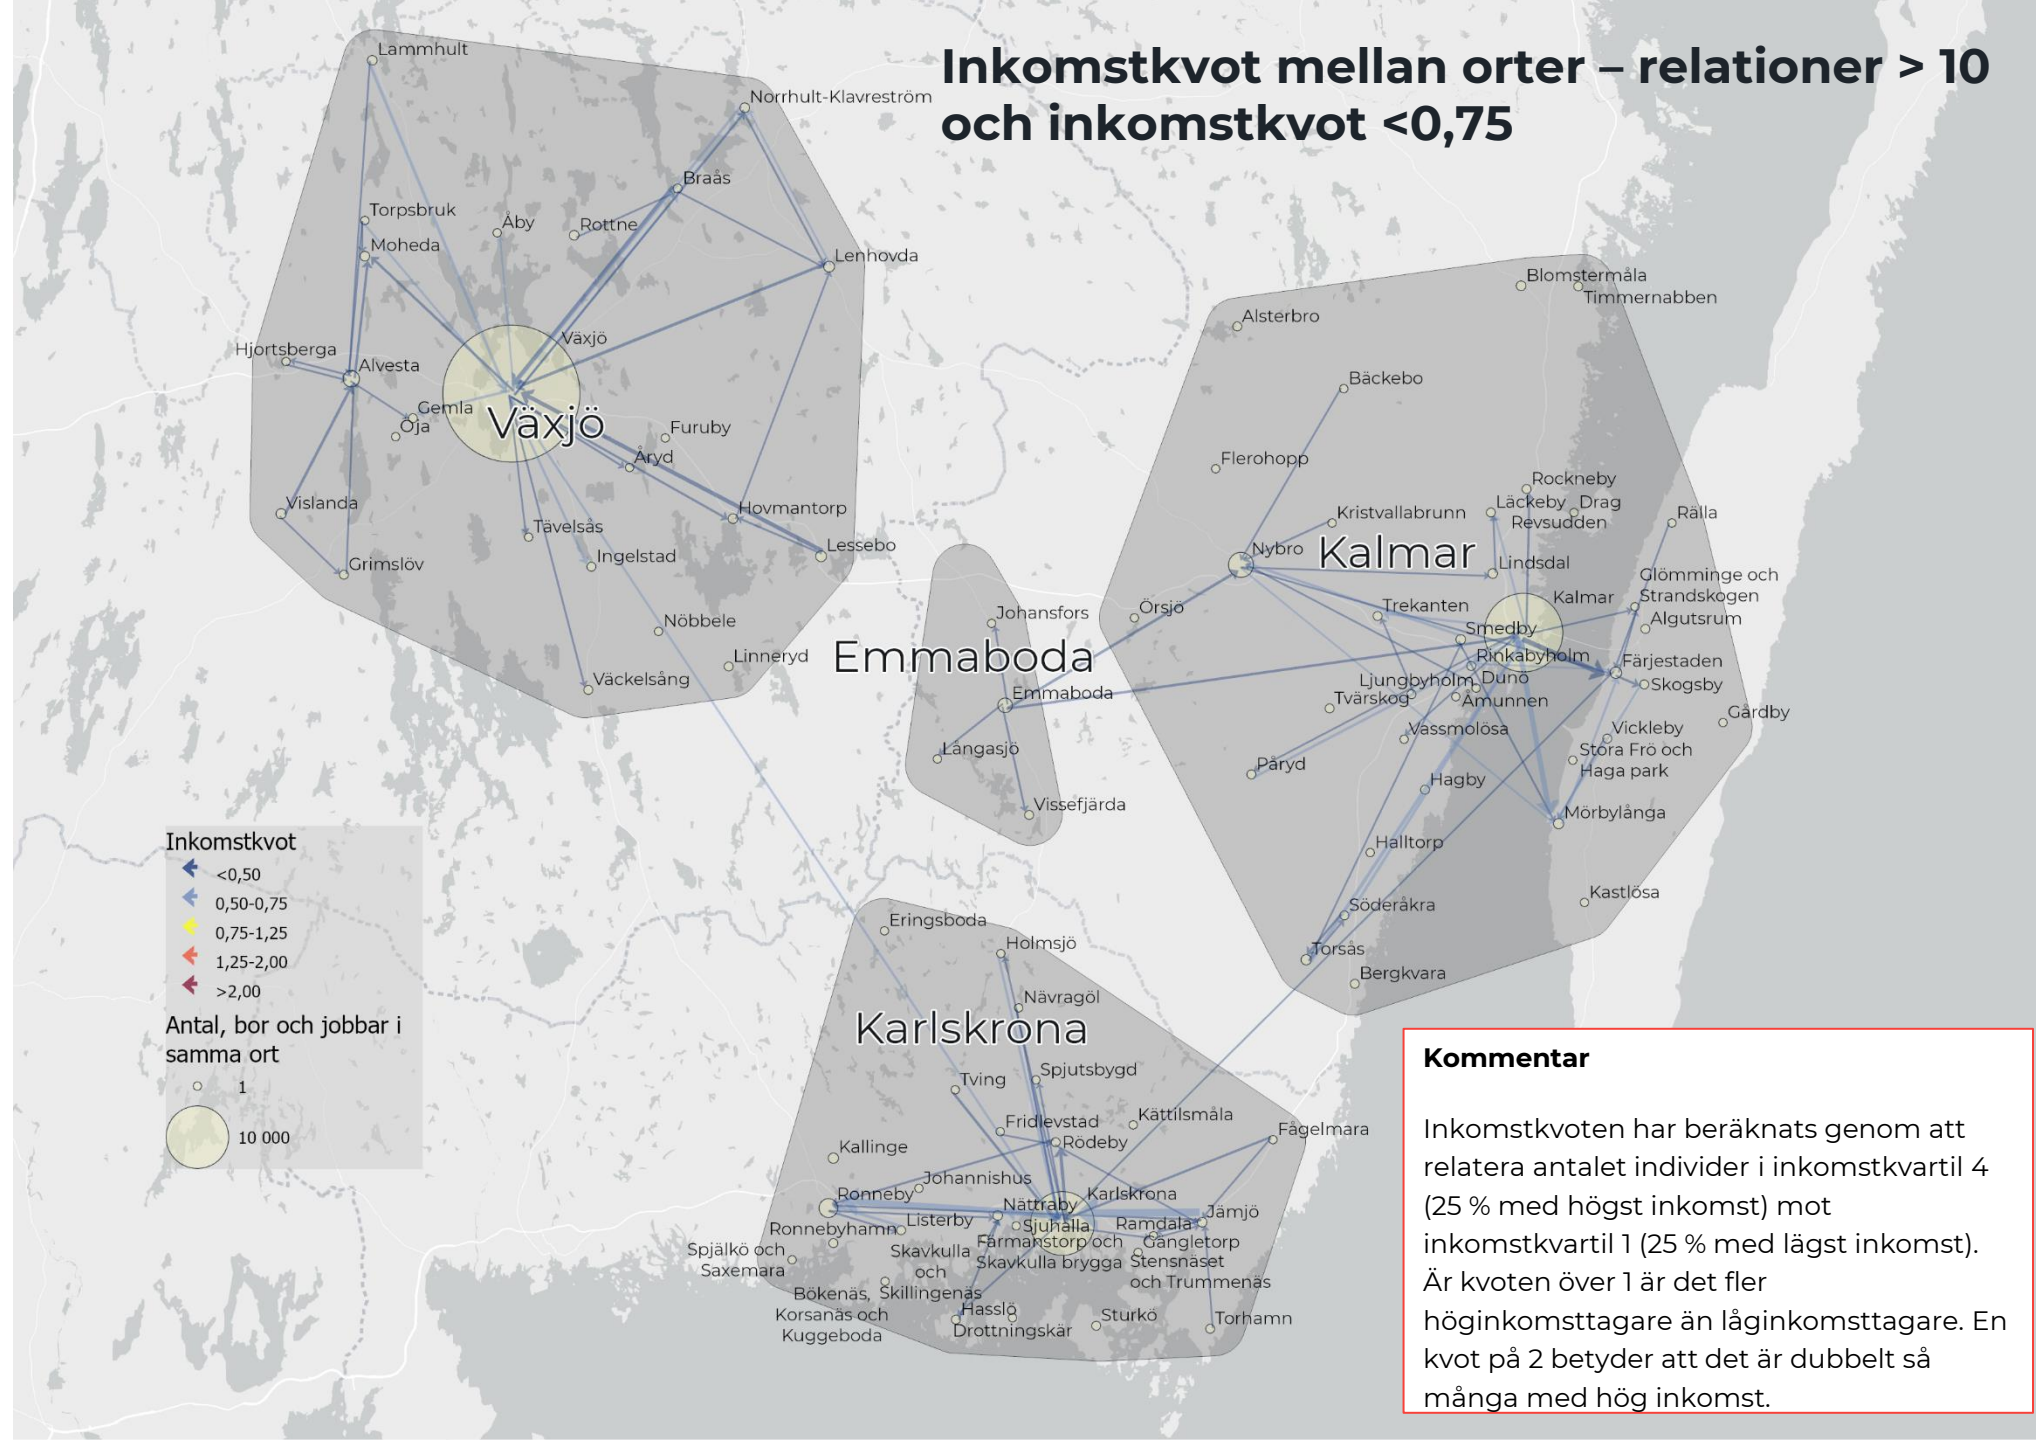 Inkomstkvot mellan orter – relationer > 10
och inkomstkvot <0,75
Lammhult
Norrhult-Klavreström
Braås
Torpsbruk
Åby
Rottne
Moheda
Lenhovda
Växjö
Hjortsberga
Alvesta
Gemla
Öja
Växjö
Furuby
Åryd
Vislanda
Hovmantorp
Tävelsås
Lessebo
Ingelstad
Grimslöv
Nöbbele
Linneryd
Väckelsång
Blomstermåla
Timmernabben
Alsterbro
Bäckebo
Flerohopp
Rockneby
Läckeby
Drag
Revsudden
Rälla
Kristvallabrunn
Nybro
Kalmar
Lindsdal
Glömminge och
Strandskogen
Kalmar
Algutsrum
Trekanten
Örsjö
Smedby
Rinkabyholm
Färjestaden
Ljungbyholm
Dunö
Skogsby
Tvärskog
Åmunnen
Gårdby
Vassmolösa
Vickleby
Stora Frö och
Haga park
Påryd
Hagby
Mörbylånga
Halltorp
Kastlösa
Söderåkra
Torsås
Bergkvara
Johansfors
Emmaboda
Emmaboda
Långasjö
Vissefjärda
Inkomstkvot
<0,50
0,50-0,75
0,75-1,25
1,25-2,00
>2,00
Antal, bor och jobbar i
samma ort
1
10 000
Eringsboda
Holmsjö
Nävragöl
Karlskrona
Spjutsbygd
Tving
Fridlevstad
Kättilsmåla
Rödeby
Fågelmara
Kallinge
Johannishus
Ronneby
Nättraby
Karlskrona
Jämjö
Listerby
Sjuhalla
Ramdala
Ronnebyhamn
Färmanstorp och
Skavkulla brygga
Gängletorp
Spjälkö och
Saxemara
Skavkulla
och
Skillingenäs
Stensnäset
och Trummenäs
Bökenäs,
Korsanäs och
Kuggeboda
Hasslö
Drottningskär
Sturkö
Torhamn
Kommentar
Inkomstkvoten har beräknats genom att
relatera antalet individer i inkomstkvartil 4
(25 % med högst inkomst) mot
inkomstkvartil 1 (25 % med lägst inkomst).
Är kvoten över 1 är det fler
höginkomsttagare än låginkomsttagare. En
kvot på 2 betyder att det är dubbelt så
många med hög inkomst.